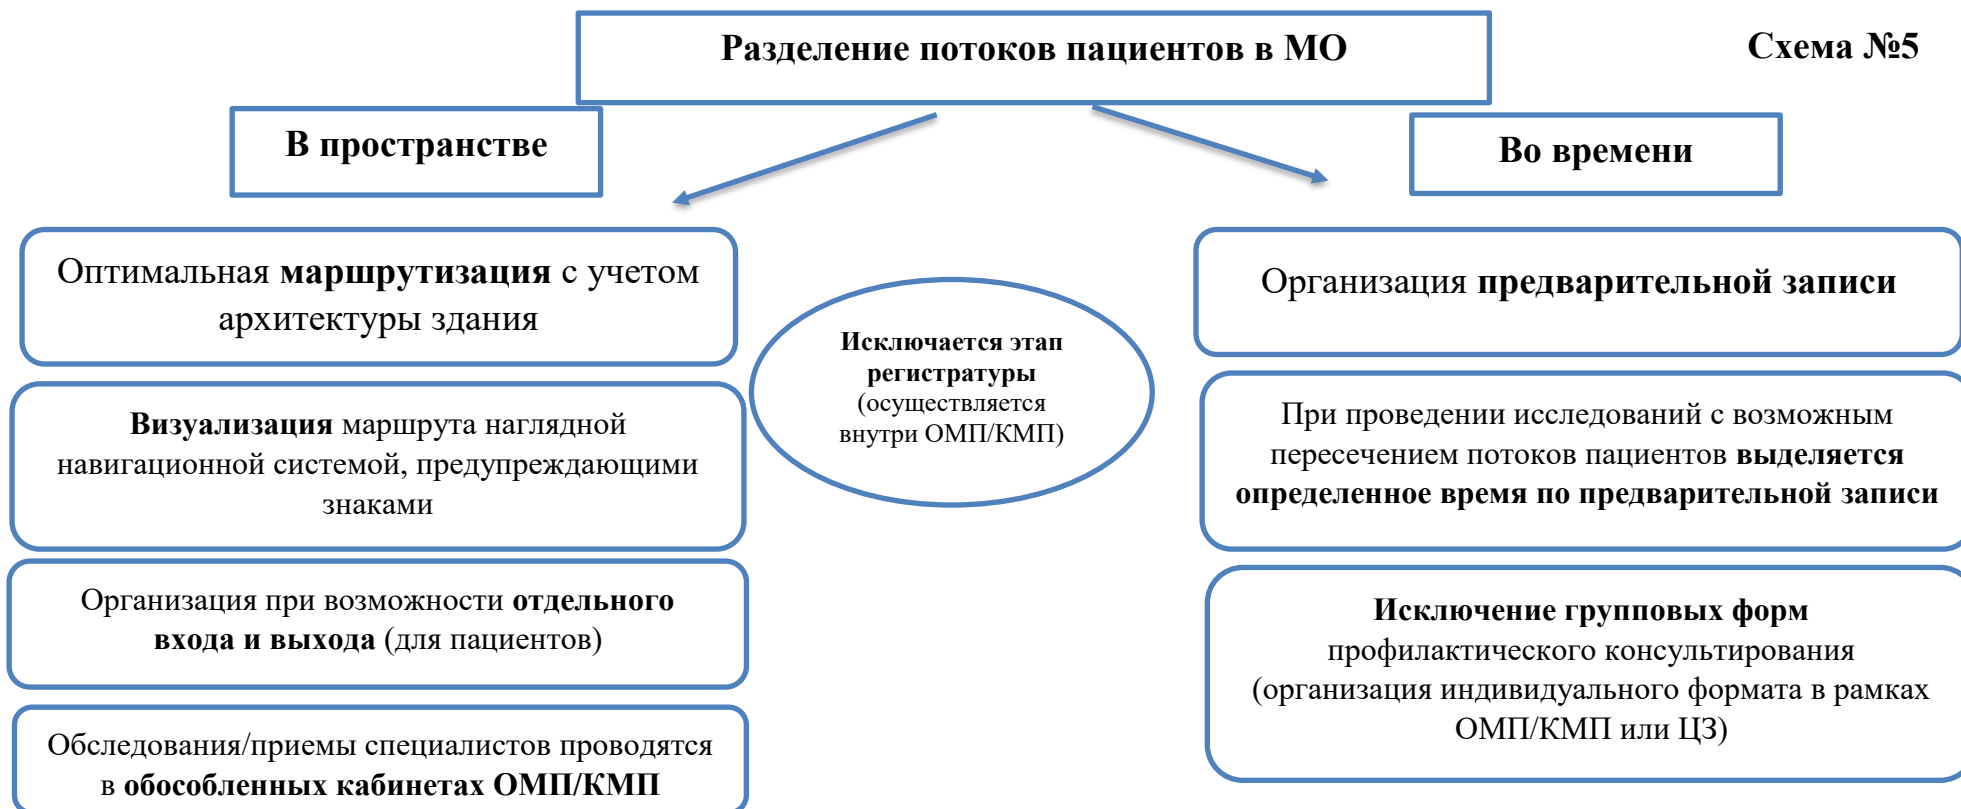 Разделение потоков пациентов в МО
Схема №5
В пространстве
Во времени
Оптимальная маршрутизация с учетом
архитектуры здания
Визуализация маршрута наглядной
навигационной системой, предупреждающими
знаками
Организация при возможности отдельного
входа и выхода (для пациентов)
Обследования/приемы специалистов проводятся
в обособленных кабинетах ОМП/КМП
Исключается этап
регистратуры
(осуществляется
внутри ОМП/КМП)
Организация предварительной записи
При проведении исследований с возможным
пересечением потоков пациентов выделяется
определенное время по предварительной записи
Исключение групповых форм
профилактического консультирования
(организация индивидуального формата в рамках
ОМП/КМП или ЦЗ)